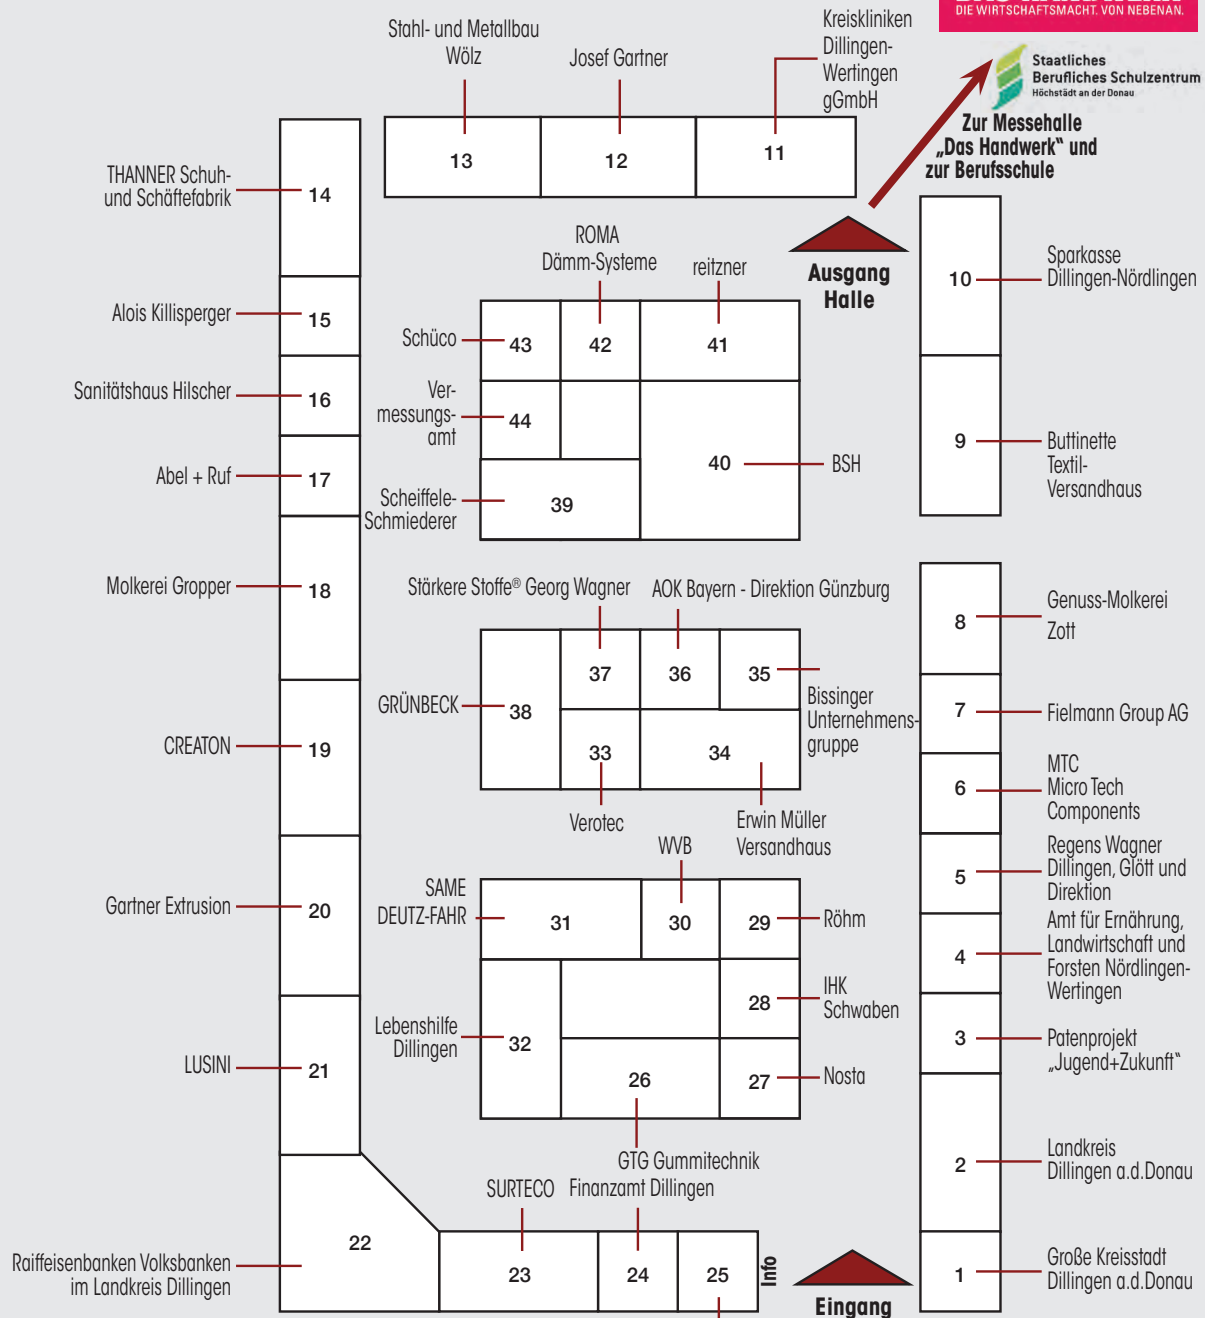 DIE WIRTSCHAFTSMACHT. VON NEBENAN.
Staatliches
Berufliches Schulzentrum
Höchstädt an der Donau
Zur Messehalle
„Das Handwerk“ und
zur Berufsschule
Stahl- und Metallbau
Wölz
13
Josef Gartner
12
Kreiskliniken
Dillingen-
Wertingen
gGmbH
11
Ausgang
Halle
THANNER Schuh-
und Schäftefabrik
14
Alois Killisperger
15
Sanitätshaus Hilscher
16
Abel + Ruf
17
Molkerei Gropper
18
CREATON
19
Gartner Extrusion
20
LUSINI
21
Raiffeisenbanken Volksbanken
im Landkreis Dillingen
22
ROMA
Dämm-Systeme
42
reitzner
41
Schüco
43
Ver-
messungs-
amt
44
Scheiffele-
Schmiederer
39
40
BSH
Stärkere Stoffe® Georg Wagner
37
AOK Bayern - Direktion Günzburg
36
35
Bissinger
Unternehmens-
gruppe
GRÜNBECK
38
33
Verotec
34
Erwin Müller
Versandhaus
WVB
30
SAME
DEUTZ-FAHR
31
29
Röhm
28
IHK
Schwaben
Lebenshilfe
Dillingen
32
26
GTG Gummitechnik
27
Nosta
SURTECO
23
Finanzamt Dillingen
24
25
Info
Eingang
10
Sparkasse
Dillingen-Nördlingen
9
Buttinette
Textil-
Versandhaus
8
Genuss-Molkerei
Zott
7
Fielmann Group AG
6
MTC
Micro Tech
Components
5
Regens Wagner
Dillingen, Glött und
Direktion
4
Amt für Ernährung,
Landwirtschaft und
Forsten Nördlingen-
Wertingen
3
Patenprojekt
„Jugend+Zukunft“
2
Landkreis
Dillingen a.d.Donau
1
Große Kreisstadt
Dillingen a.d.Donau